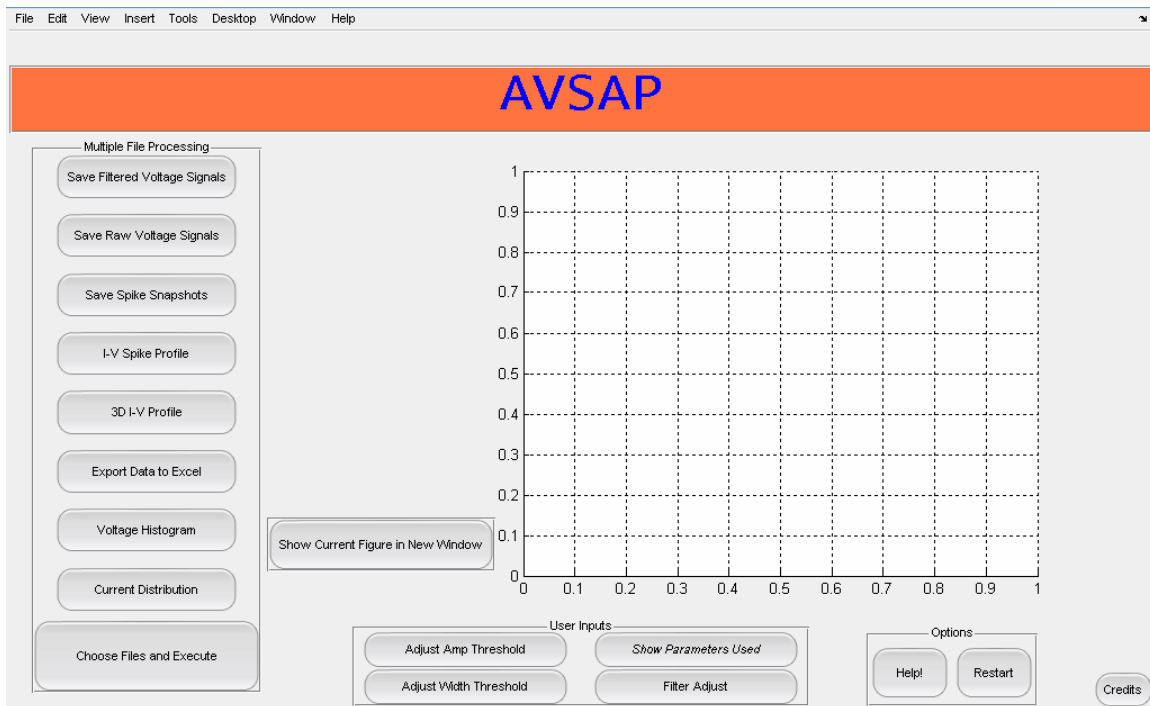 File Edit View Insert Tools Desktop Window Help
AVSAP
Multiple File Processing
Save Filtered Voltage Signals
Save Raw Voltage Signals
Save Spike Snapshots
I-V Spike Profile
3D I-V Profile
Export Data to Excel
Voltage Histogram
Current Distribution
Choose Files and Execute
Show Current Figure in New Window
1
0.9
0.8
0.7
0.6
0.5
0.4
0.3
0.2
0.1
0
0 0.1 0.2 0.3 0.4 0.5 0.6 0.7 0.8 0.9 1
User Inputs
Adjust Amp Threshold Show Parameters Used
Adjust Width Threshold Filter Adjust
Options
Help! Restart
Credits